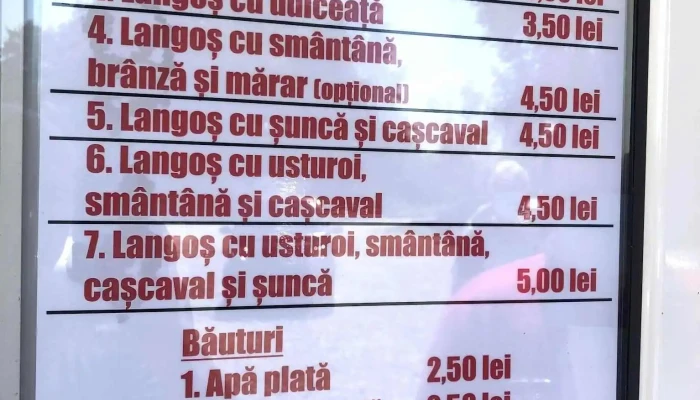 Langoș cu dulceață
3,50 lei
4. Langoș cu smântână,
brânză și mărar (opțional)
4,50 lei
5. Langoș cu șuncă și cașcaval 4,50 lei
6. Langoș cu usturoi,
smântână și cașcaval 4,50 lei
7. Langoș cu usturoi, smântână,
cașcaval și șuncă 5,00 lei
Băuturi
1. Apă plată 2,50 lei